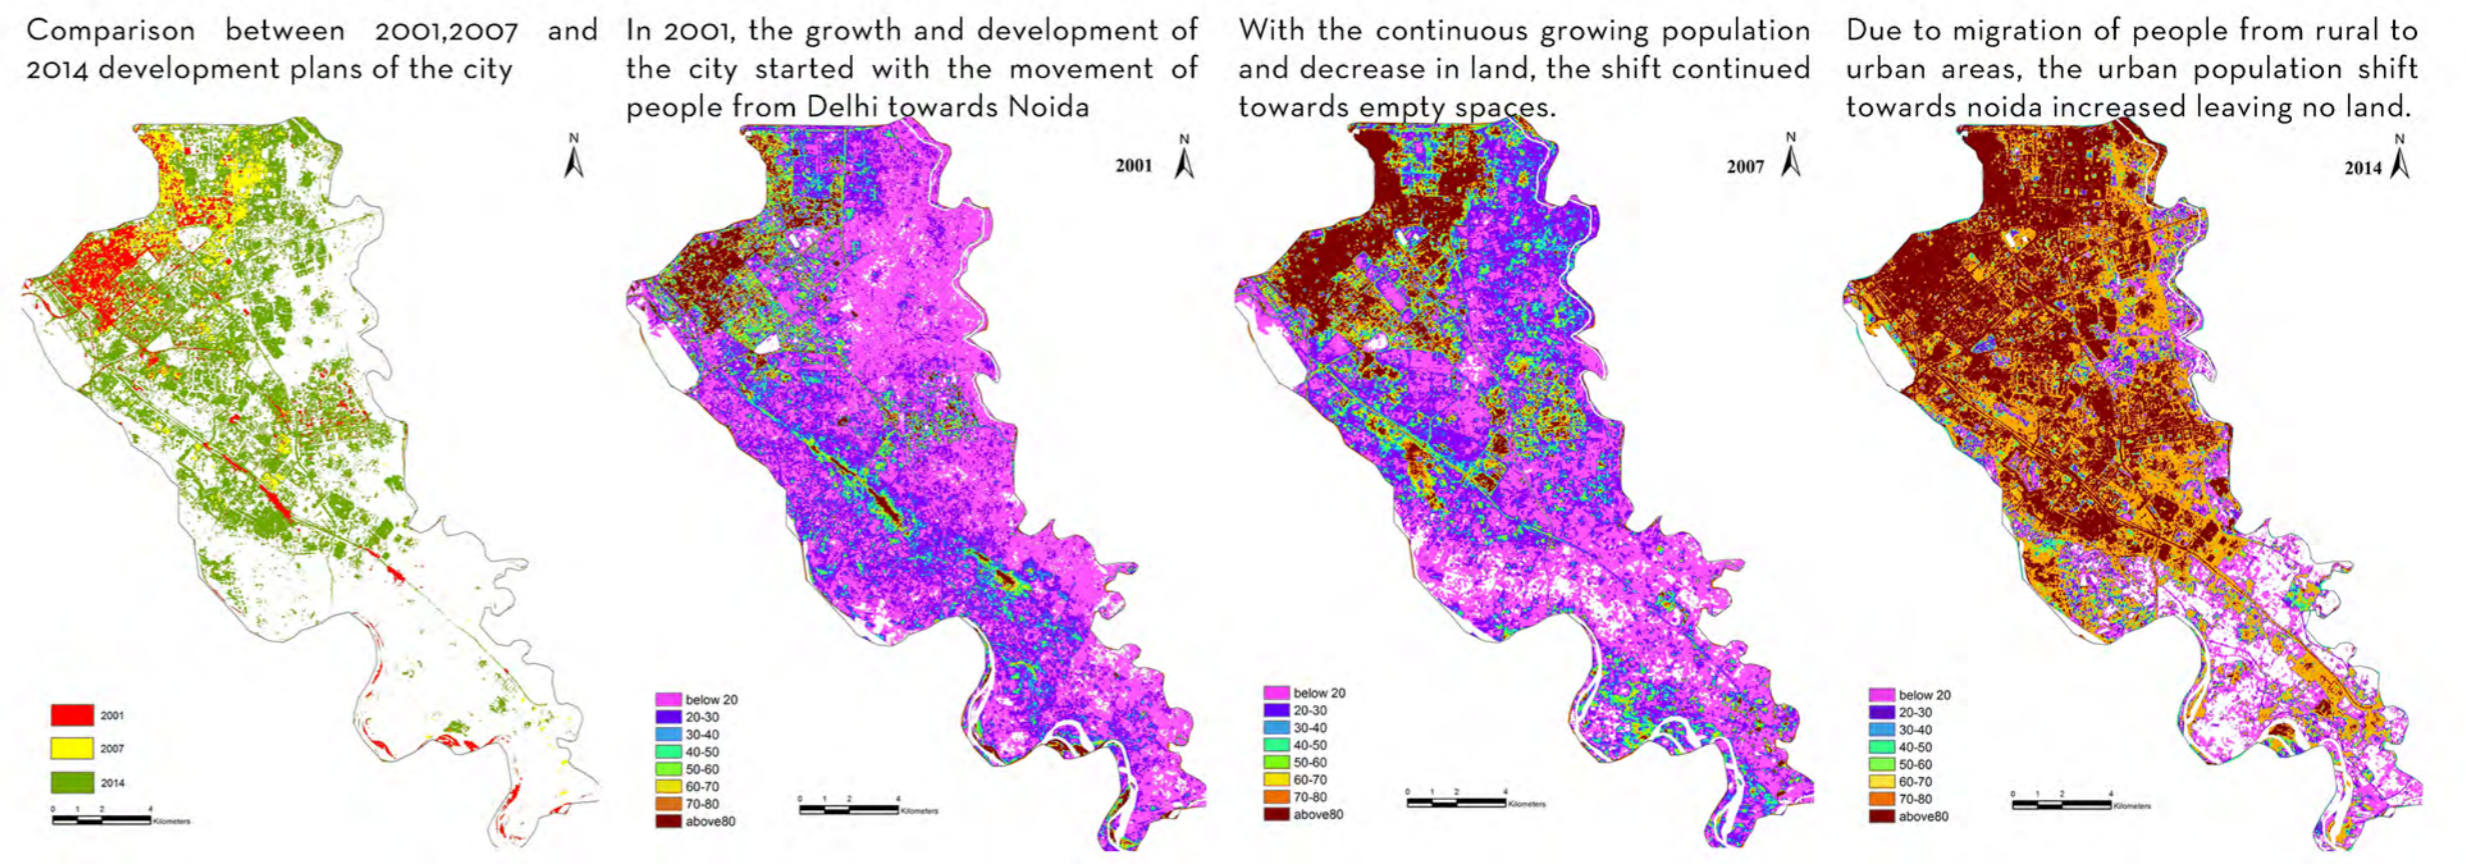 Comparison between 2001,2007 and
2014 development plans of the city
N
2001
2007
2014
0 1 2 4
Kilometers
In 2001, the growth and development of
the city started with the movement of
people from Delhi towards Noida
2001
N
below 20
20-30
30-40
40-50
50-60
60-70
70-80
above80
0 1 2 4
Kilometers
With the continuous growing population
and decrease in land, the shift continued
towards empty spaces.
2007
N
below 20
20-30
30-40
40-50
50-60
60-70
70-80
above80
0 1 2 4
Kilometers
Due to migration of people from rural to
urban areas, the urban population shift
towards noida increased leaving no land.
2014
N
below 20
20-30
30-40
40-50
50-60
60-70
70-80
above80
0 1 2 4
Kilometers